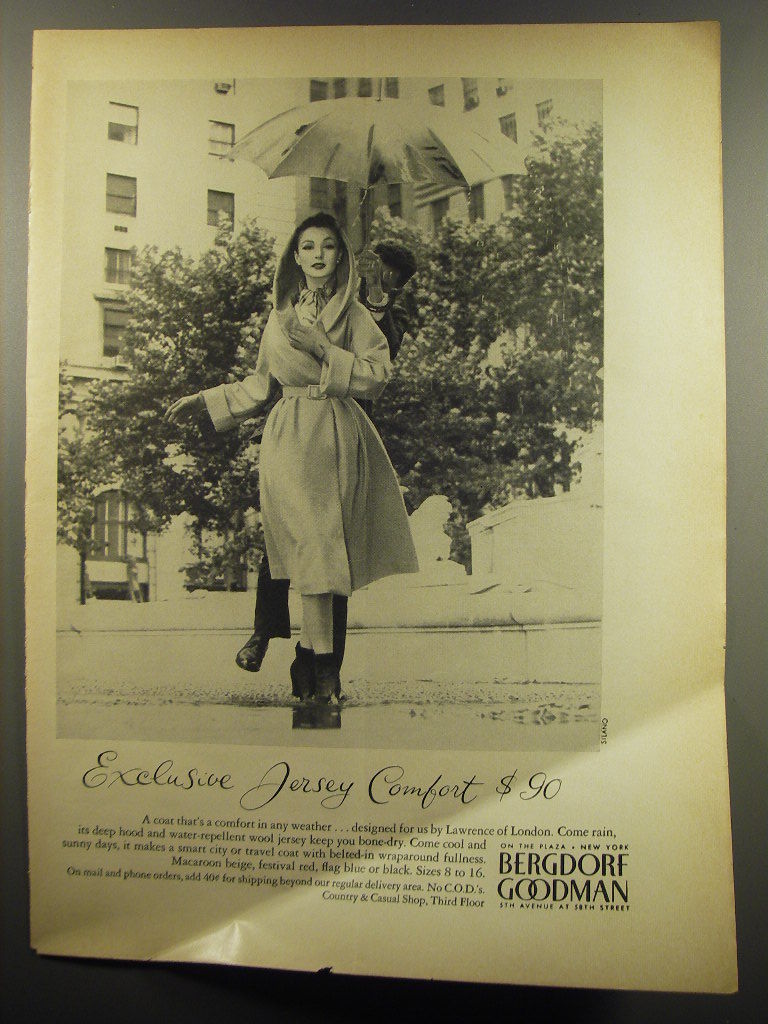 SILANO
Exclusive Jersey Comfort $90
A coat that's a comfort in any weather . . . designed for us by Lawrence of London. Come rain,
its deep hood and water-repellent wool jersey keep you bone-dry. Come cool and
sunny days, it makes a smart city or travel coat with belted-in wraparound fullness.
Macaroon beige, festival red, flag blue or black. Sizes 8 to 16.
On mail and phone orders, add 40¢ for shipping beyond our regular delivery area. No C.O.D.'s.
Country & Casual Shop, Third Floor
ON THE PLAZA • NEW YORK
BERGDORF
GOODMAN
5TH AVENUE AT 58TH STREET